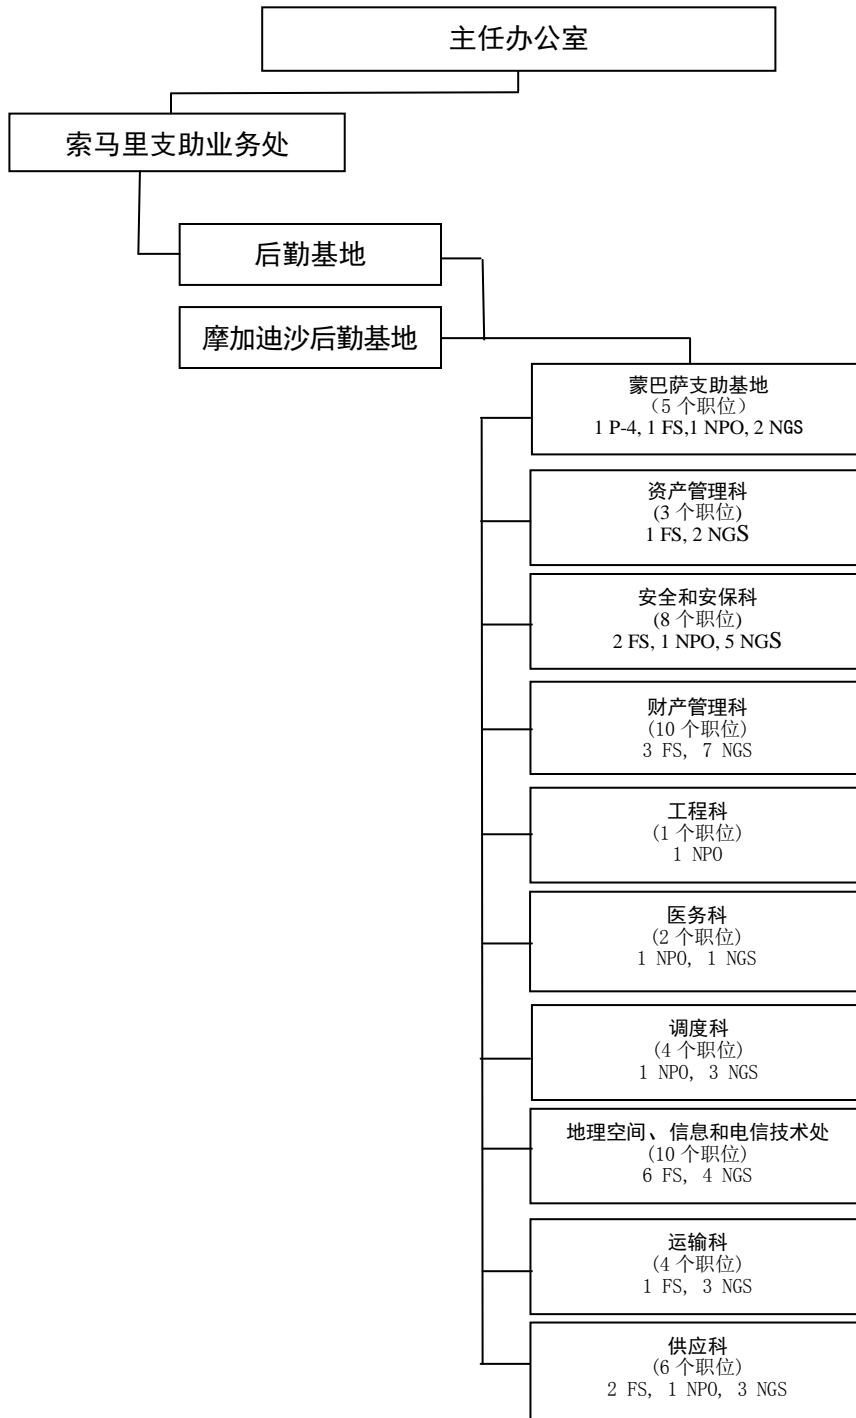 主任办公室
索马里支助业务处
后勤基地
摩加迪沙后勤基地
蒙巴萨支助基地
（5 个职位）
1 P-4, 1 FS,1 NPO, 2 NGS
资产管理科
(3 个职位)
1 FS, 2 NGS
安全和安保科
(8 个职位)
2 FS, 1 NPO, 5 NGS
财产管理科
(10 个职位)
3 FS, 7 NGS
工程科
(1 个职位)
1 NPO
医务科
(2 个职位)
1 NPO, 1 NGS
调度科
(4 个职位)
1 NPO, 3 NGS
地理空间、信息和电信技术处
(10 个职位)
6 FS, 4 NGS
运输科
(4 个职位)
1 FS, 3 NGS
供应科
(6 个职位)
2 FS, 1 NPO, 3 NGS